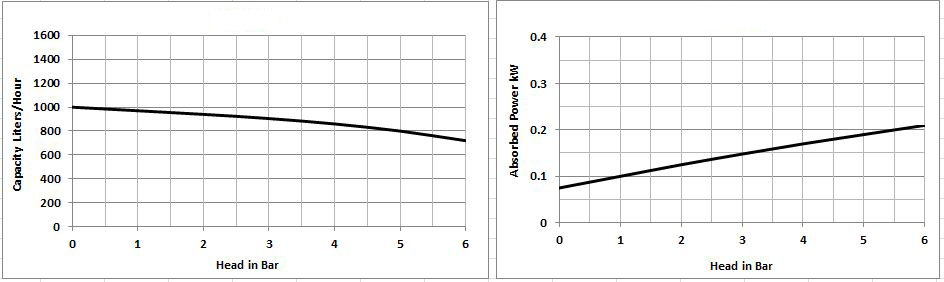 1600
1400
1200
1000
800
600
400
200
0
Capacity Liters/Hour
0 1 2 3 4 5 6
Head in Bar
0.4
0.3
0.2
0.1
0
Absorbed Power kW
0 1 2 3 4 5 6
Head in Bar